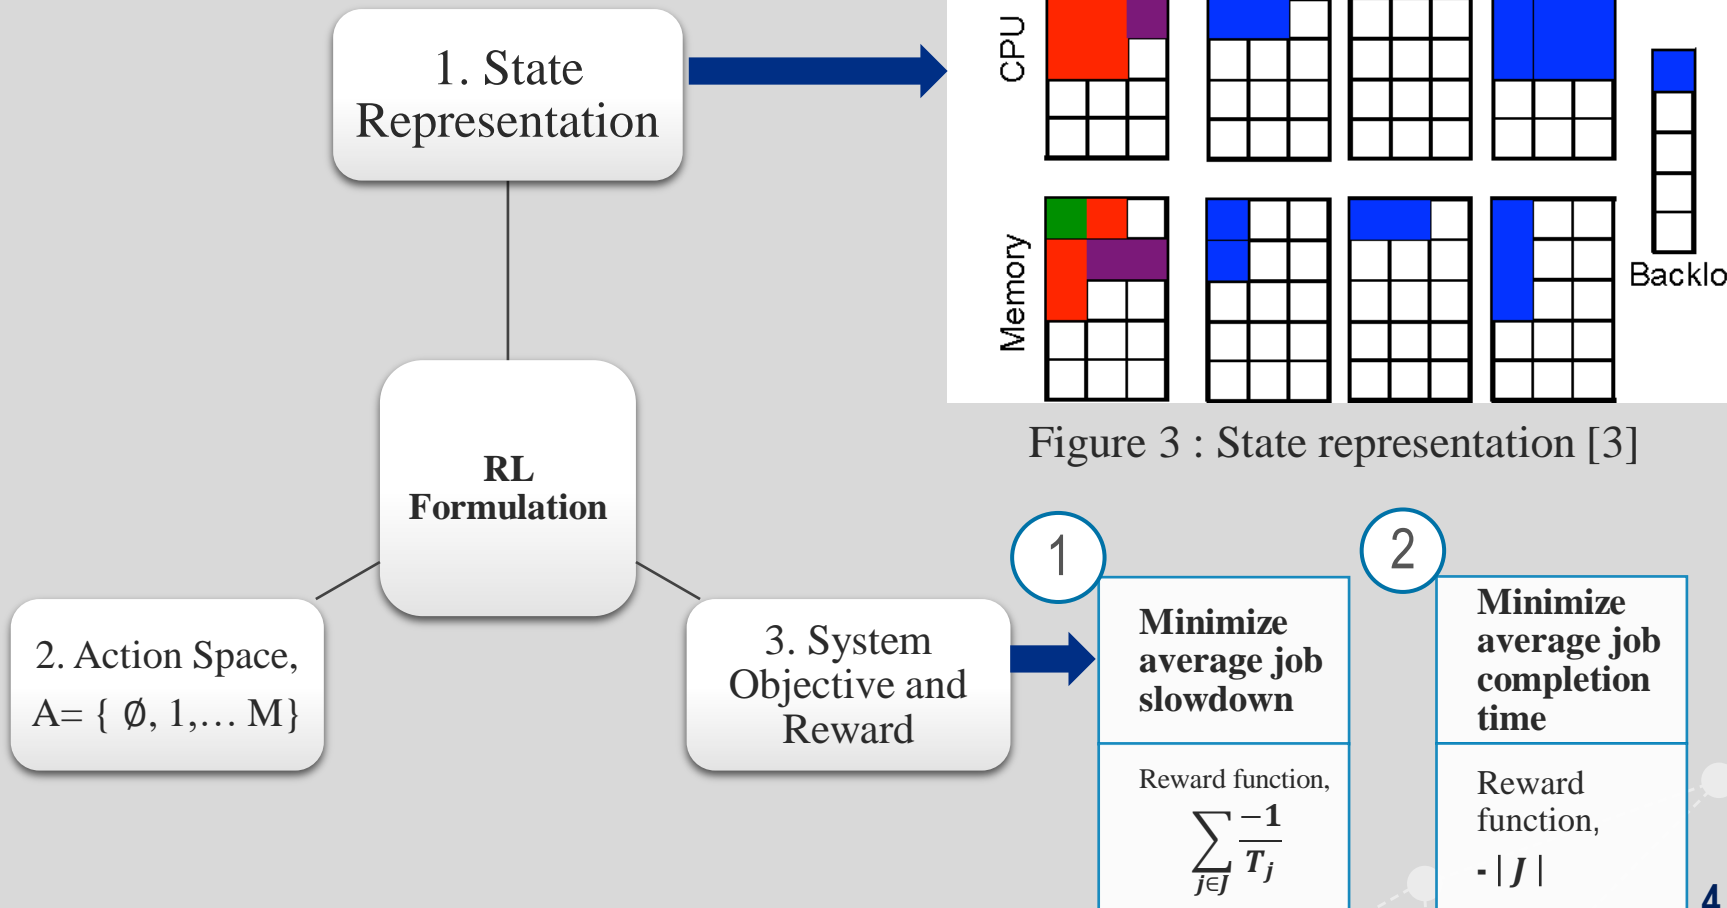 1. State
Representation
CPU
Memory
Backlo
Figure 3 : State representation [3]
RL
Formulation
2. Action Space,
A= { ∅, 1,… M}
3. System
Objective and
Reward
1
Minimize
average job
slowdown
Reward function,
∑_{j∈J} −1/T_j
2
Minimize
average job
completion
time
Reward
function,
- | J |
4